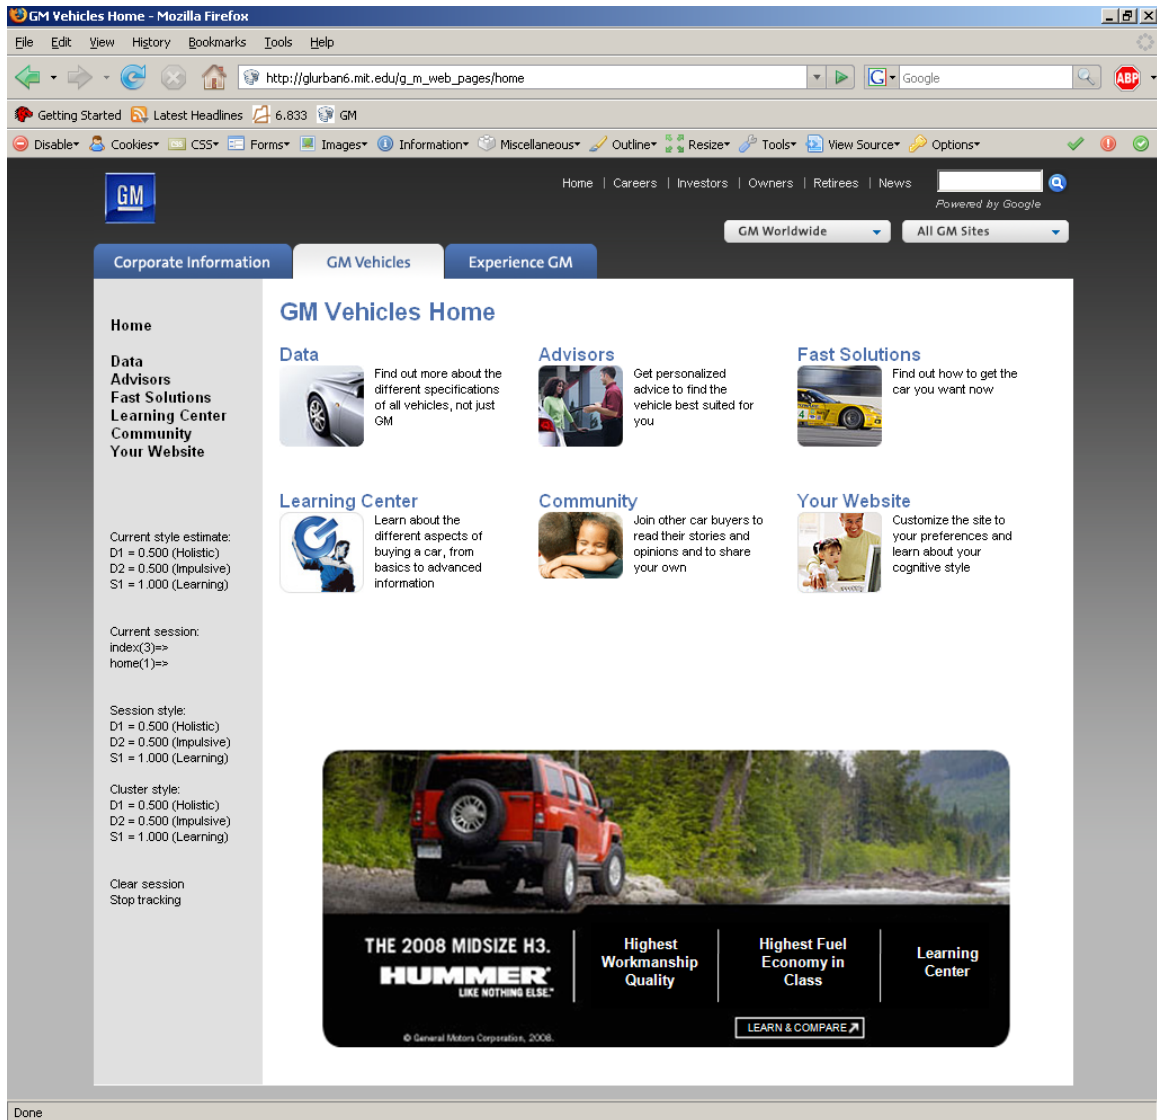 GM Vehicles Home - Mozilla Firefox
File Edit View History Bookmarks Tools Help
http://glurban6.mit.edu/g_m_web_pages/home
G
Google
ABP
Getting Started Latest Headlines 6.833 GM
Disable Cookies CSS Forms Images Information Miscellaneous Outline Resize Tools View Source Options
GM
Home | Careers | Investors | Owners | Retirees | News
Powered by Google
GM Worldwide
All GM Sites
Corporate Information
GM Vehicles
Experience GM
Home
Data
Advisors
Fast Solutions
Learning Center
Community
Your Website
Current style estimate:
D1 = 0.500 (Holistic)
D2 = 0.500 (Impulsive)
S1 = 1.000 (Learning)
Current session:
index(3)=>
home(1)=>
Session style:
D1 = 0.500 (Holistic)
D2 = 0.500 (Impulsive)
S1 = 1.000 (Learning)
Cluster style:
D1 = 0.500 (Holistic)
D2 = 0.500 (Impulsive)
S1 = 1.000 (Learning)
Clear session
Stop tracking
GM Vehicles Home
Data
Find out more about the
different specifications
of all vehicles, not just
GM
Advisors
Get personalized
advice to find the
vehicle best suited for
you
Fast Solutions
Find out how to get the
car you want now
4
Learning Center
Learn about the
different aspects of
buying a car, from
basics to advanced
information
Community
Join other car buyers to
read their stories and
opinions and to share
your own
Your Website
Customize the site to
your preferences and
learn about your
cognitive style
THE 2008 MIDSIZE H3.
HUMMER
LIKE NOTHING ELSE.™
© General Motors Corporation, 2008.
Highest
Workmanship
Quality
Highest Fuel
Economy in
Class
Learning
Center
LEARN & COMPARE
Done